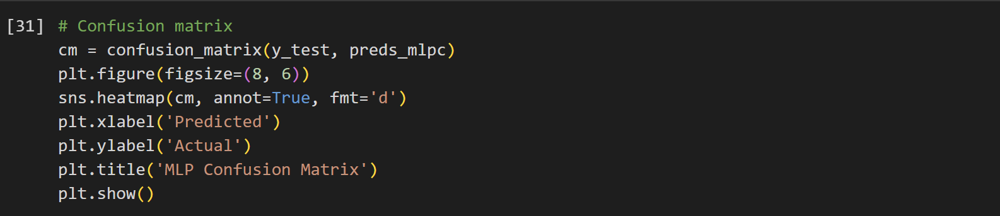 [31] # Confusion matrix
cm = confusion_matrix(y_test, preds_mlpc)
plt.figure(figsize=(8, 6))
sns.heatmap(cm, annot=True, fmt='d')
plt.xlabel('Predicted')
plt.ylabel('Actual')
plt.title('MLP Confusion Matrix')
plt.show()